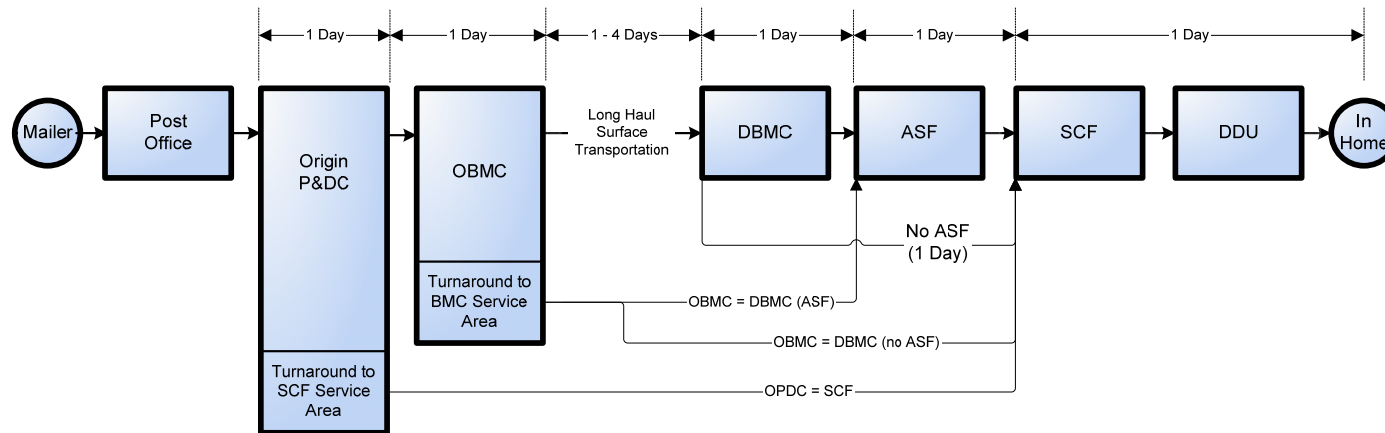 1 Day
1 Day
1 - 4 Days
1 Day
1 Day
1 Day
Mailer
Post
Office
Origin
P&DC
OBMC
Long Haul
Surface
Transportation
DBMC
ASF
SCF
DDU
In
Home
No ASF
(1 Day)
Turnaround to
BMC Service
Area
OBMC = DBMC (ASF)
OBMC = DBMC (no ASF)
Turnaround to
SCF Service
Area
OPDC = SCF